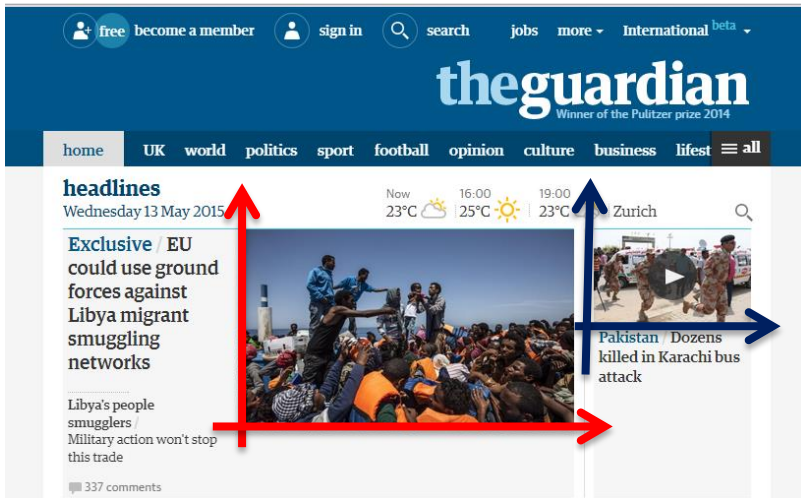 free become a member sign in search jobs more International beta
theguardian
Winner of the Pulitzer prize 2014
home UK world politics sport football opinion culture business lifest all
headlines
Wednesday 13 May 2015
Now 16:00 19:00
23°C 25°C 23°C Zurich
Exclusive / EU
could use ground
forces against
Libya migrant
smuggling
networks
Libya's people
smugglers /
Military action won't stop
this trade
337 comments
Pakistan / Dozens
killed in Karachi bus
attack